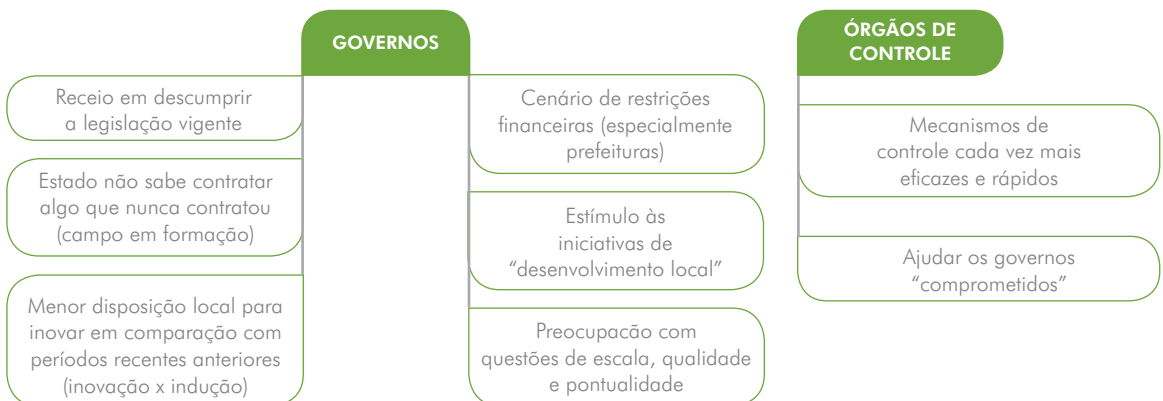 GOVERNOS
Receio em descumprir
a legislação vigente
Estado não sabe contratar
algo que nunca contratou
(campo em formação)
Menor disposição local para
inovar em comparação com
períodos recentes anteriores
(inovação x indução)
Cenário de restrições
financeiras (especialmente
prefeituras)
Estímulo às
iniciativas de
“desenvolvimento local”
Preocupacão com
questões de escala, qualidade
e pontualidade
ÓRGÃOS DE
CONTROLE
Mecanismos de
controle cada vez mais
eficazes e rápidos
Ajudar os governos
“comprometidos”